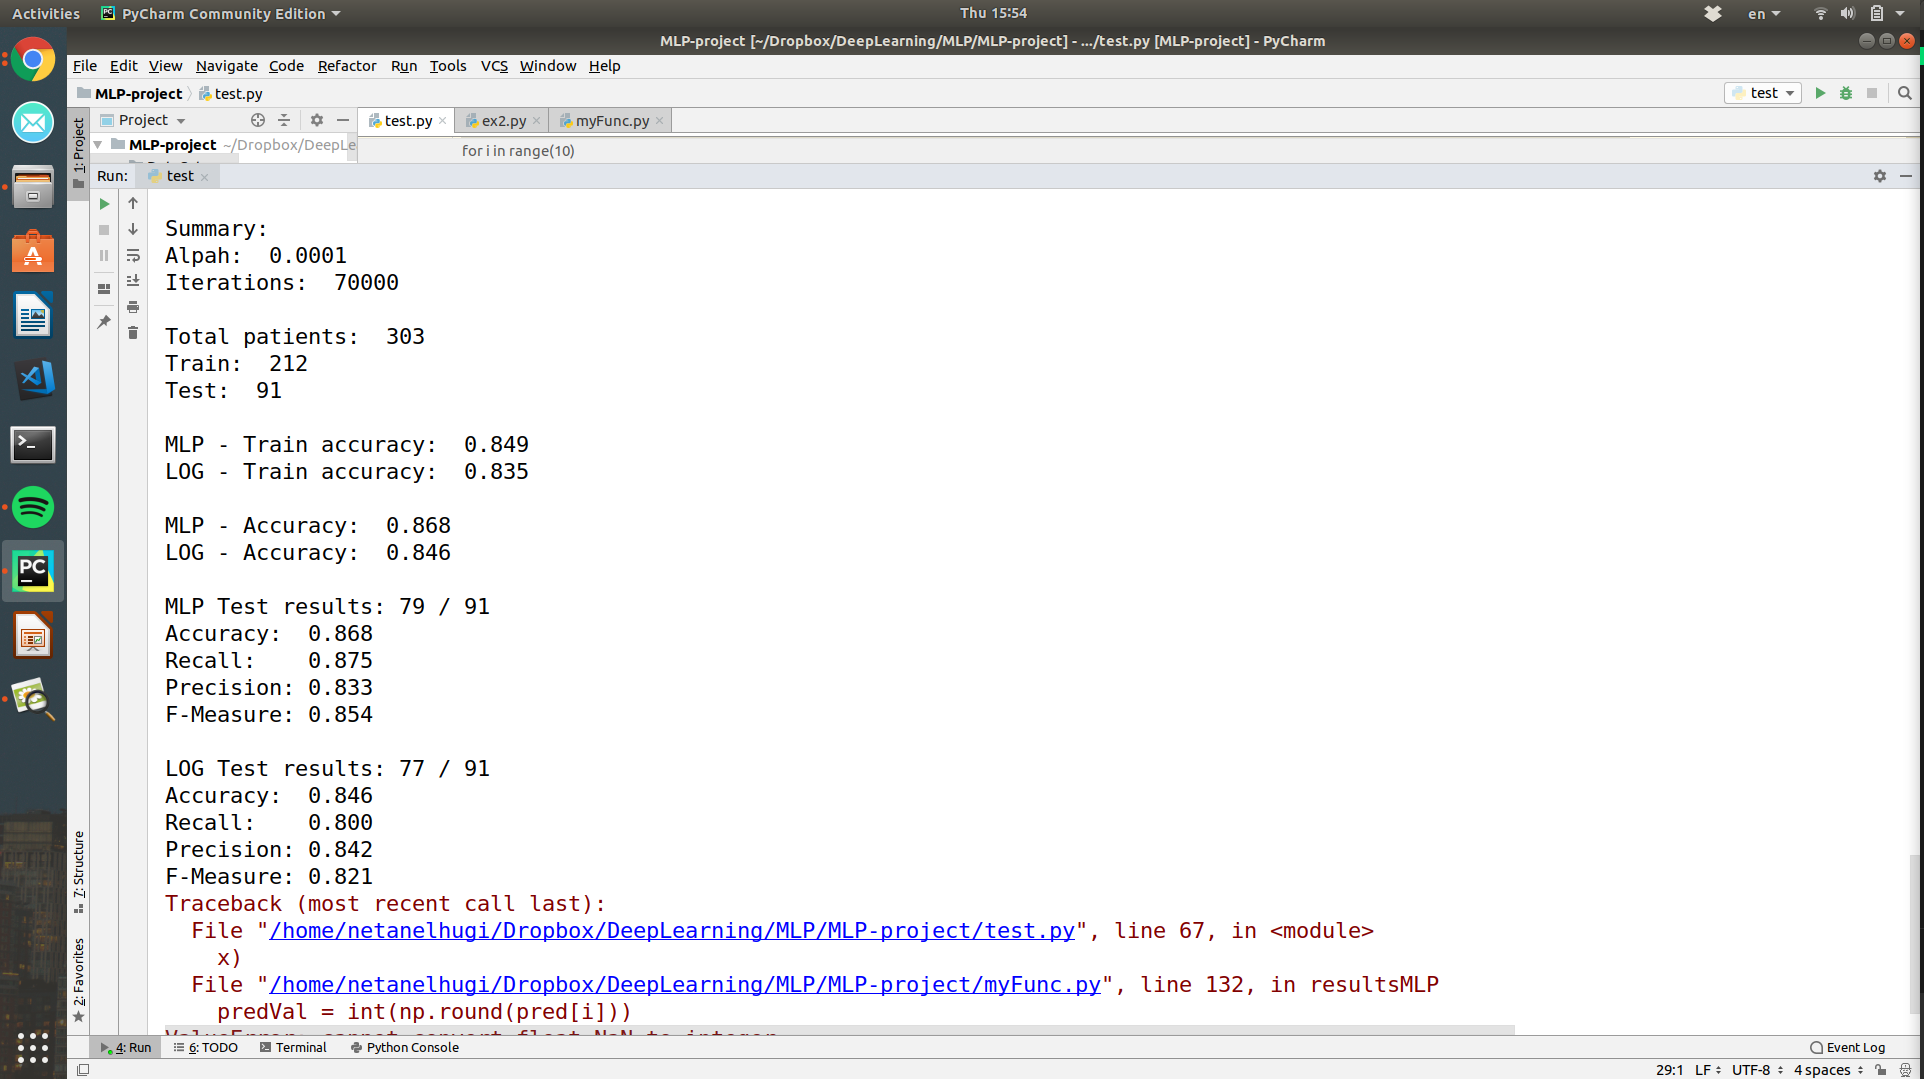 Activities
PyCharm Community Edition
Thu 15:54
en
MLP-project [~/Dropbox/DeepLearning/MLP/MLP-project] - .../test.py [MLP-project] - PyCharm
File Edit View Navigate Code Refactor Run Tools VCS Window Help
MLP-project test.py
test
1: Project
Project
test.py ex2.py myFunc.py
MLP-project ~/Dropbox/DeepLe
for i in range(10)
Run: test
Summary:
Alpah:  0.0001
Iterations:  70000
Total patients:  303
Train:  212
Test:  91
MLP - Train accuracy:  0.849
LOG - Train accuracy:  0.835
MLP - Accuracy:  0.868
LOG - Accuracy:  0.846
MLP Test results: 79 / 91
Accuracy:  0.868
Recall:    0.875
Precision: 0.833
F-Measure: 0.854
LOG Test results: 77 / 91
Accuracy:  0.846
Recall:    0.800
Precision: 0.842
F-Measure: 0.821
Traceback (most recent call last):
File "/home/netanelhugi/Dropbox/DeepLearning/MLP/MLP-project/test.py", line 67, in <module>
x)
File "/home/netanelhugi/Dropbox/DeepLearning/MLP/MLP-project/myFunc.py", line 132, in resultsMLP
predVal = int(np.round(pred[i]))
ValueError: cannot convert float NaN to integer
7: Structure
2: Favorites
PC
4: Run 6: TODO Terminal Python Console Event Log
29:1 LF UTF-8 4 spaces